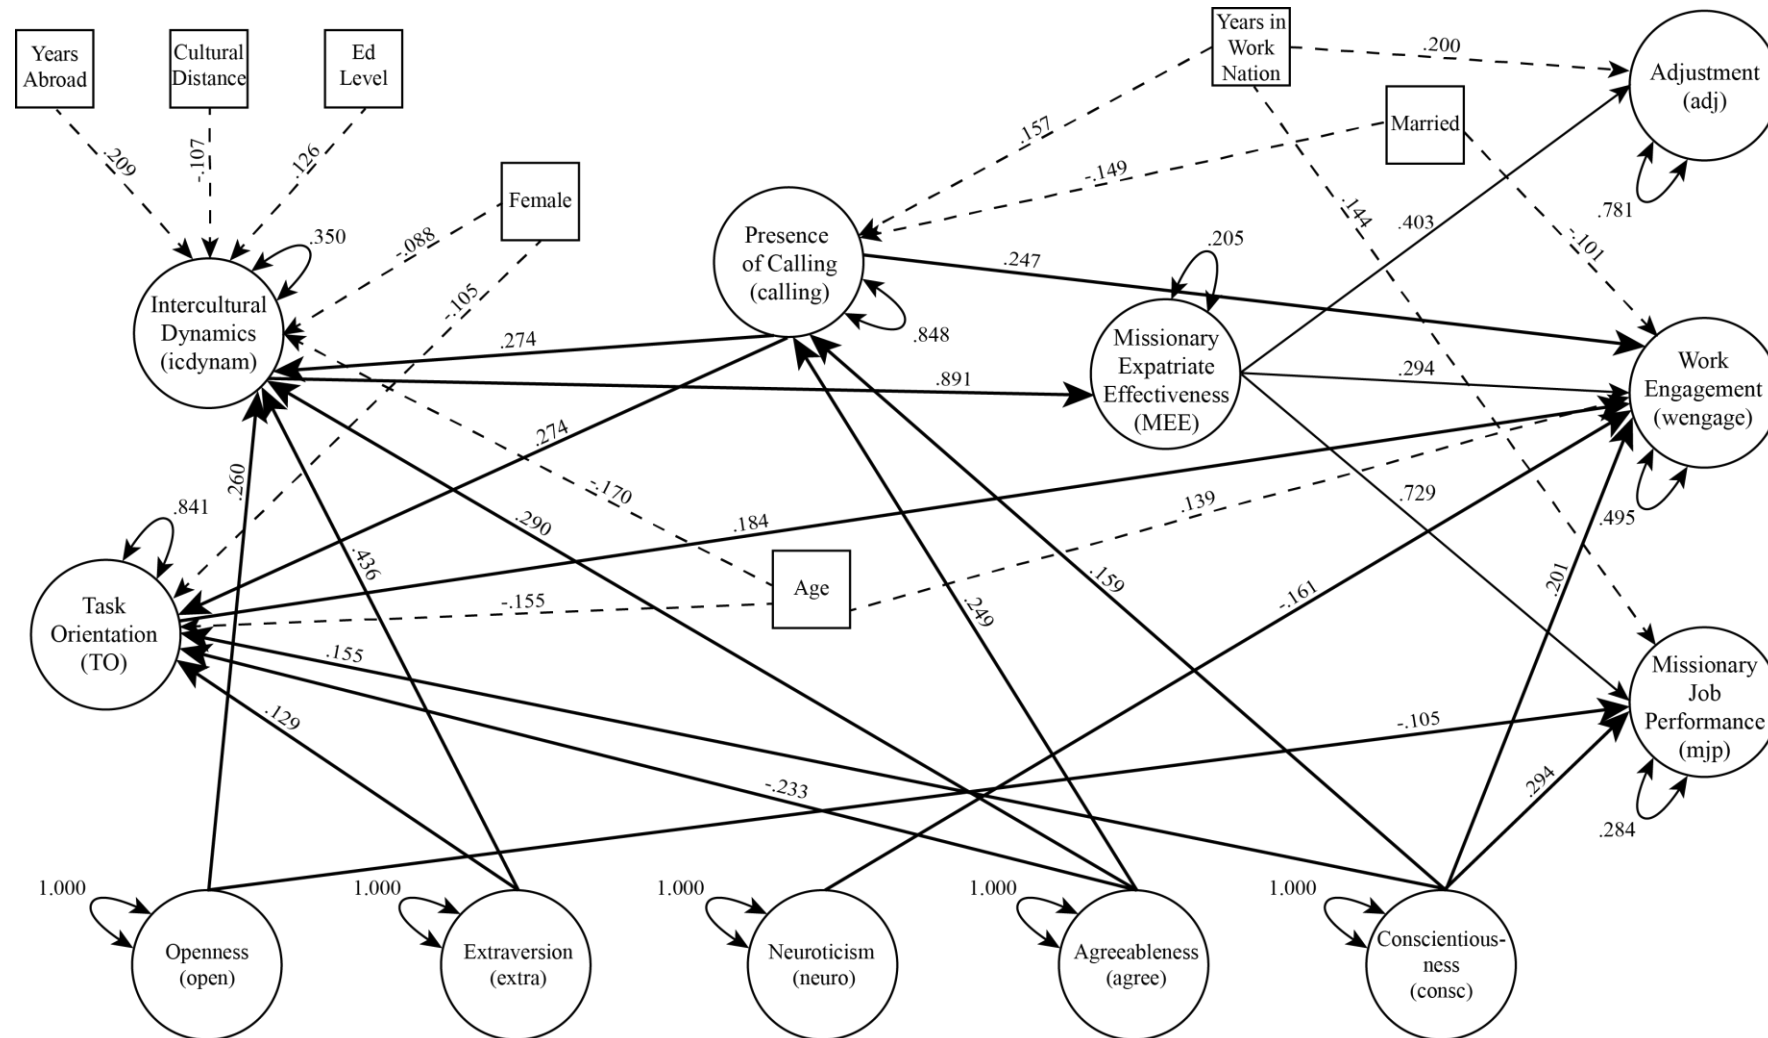 Years
Abroad
Cultural
Distance
Ed
Level
Years in
Work
Nation
Adjustment
(adj)
.200
Married
.157
-.149
.209
-.107
.126
Female
.350
-.088
-.105
Presence
of Calling
(calling)
.848
.247
.205
.144
-.101
.403
.781
Intercultural
Dynamics
(icdynam)
.274
.891
Missionary
Expatriate
Effectiveness
(MEE)
.294
Work
Engagement
(wengage)
.274
.260
-.170
.290
.436
.184
.139
.729
.495
.841
Task
Orientation
(TO)
Age
-.155
.249
.159
-.161
.201
.155
.129
-.233
-.105
.294
Missionary
Job
Performance
(mjp)
.284
1.000
1.000
1.000
1.000
1.000
Openness
(open)
Extraversion
(extra)
Neuroticism
(neuro)
Agreeableness
(agree)
Conscientious-
ness
(consc)